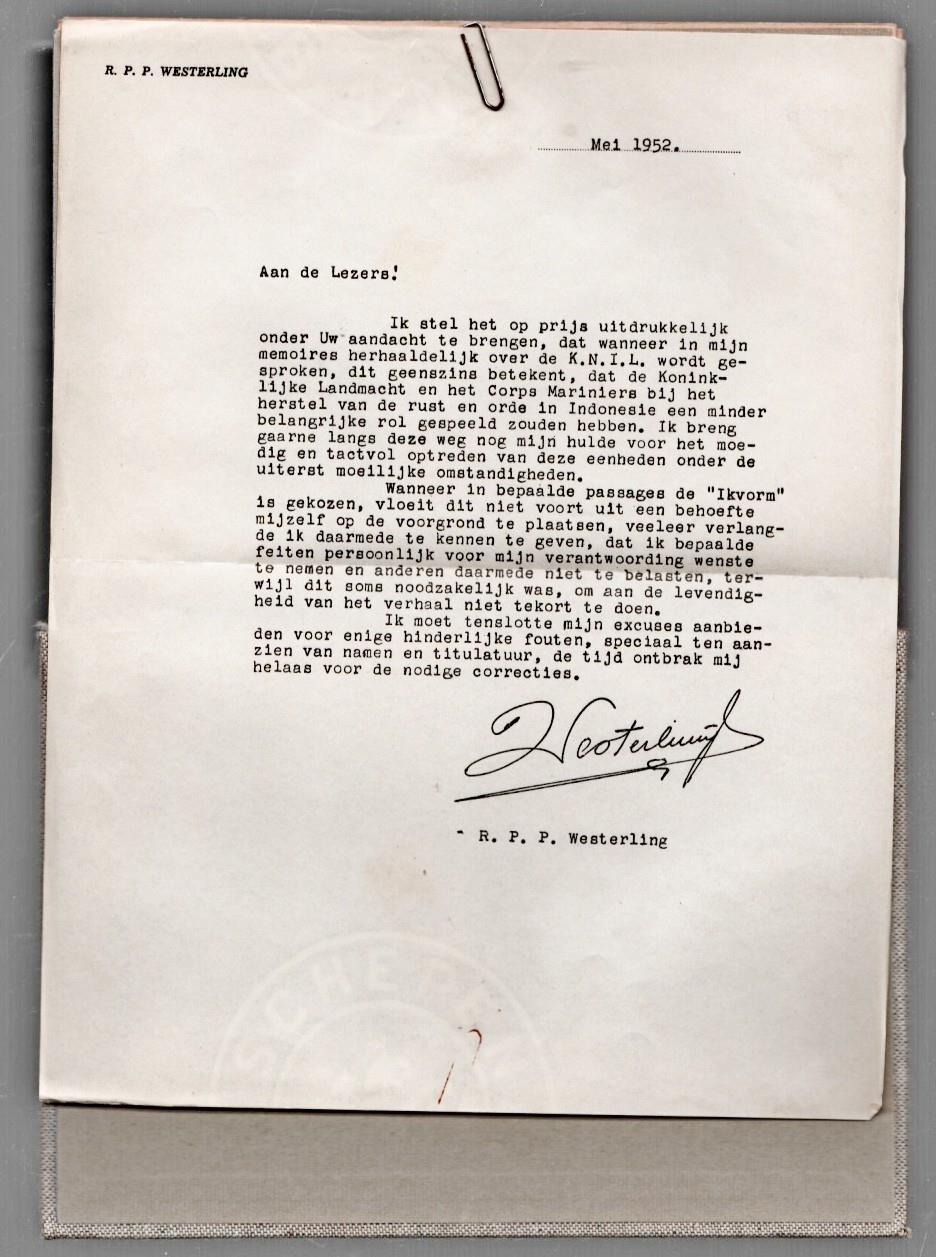 R. P. P. WESTERLING
Mei 1952.
Aan de Lezers!
Ik stel het op prijs uitdrukkelijk
onder Uw aandacht te brengen, dat wanneer in mijn
memoires herhaaldelijk over de K.N.I.L. wordt ge-
sproken, dit geenszins betekent, dat de Konink-
lijke Landmacht en het Corps Mariniers bij het
herstel van de rust en orde in Indonesie een minder
belangrijke rol gespeeld zouden hebben. Ik breng
gaarne langs deze weg nog mijn hulde voor het moe-
dig en tactvol optreden van deze eenheden onder de
uiterst moeilijke omstandigheden.
Wanneer in bepaalde passages de "Ikvorm"
is gekozen, vloeit dit niet voort uit een behoefte
mijzelf op de voorgrond te plaatsen, veeleer verlang-
de ik daarmede te kennen te geven, dat ik bepaalde
feiten persoonlijk voor mijn verantwoording wenste
te nemen en anderen daarmede niet te belasten, ter-
wijl dit soms noodzakelijk was, om aan de levendig-
heid van het verhaal niet tekort te doen.
Ik moet tenslotte mijn excuses aanbie-
den voor enige hinderlijke fouten, speciaal ten aan-
zien van namen en titulatuur, de tijd ontbrak mij
helaas voor de nodige correcties.
Westerling
R. P. P. Westerling